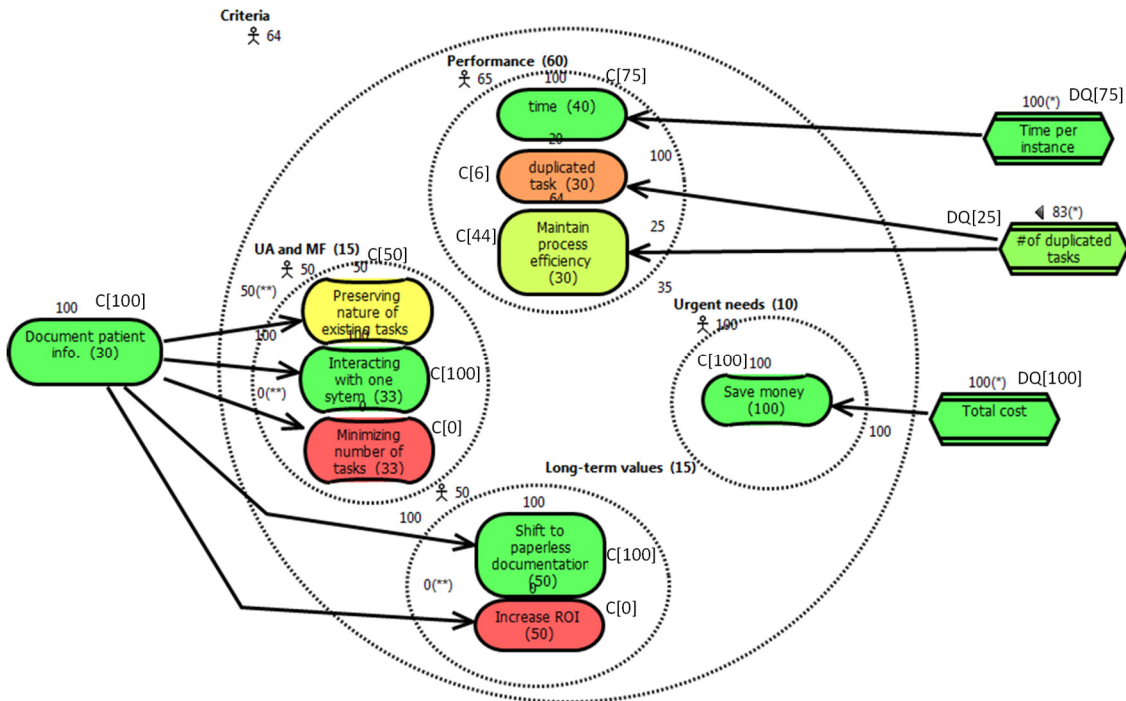 Criteria
64
Performance (60)
65
100
C[75]
time (40)
100(*)
DQ[75]
Time per
instance
20
100
C[6]
duplicated
task (30)
64
DQ[25]
83(*)
#of duplicated
tasks
C[44]
Maintain
process
efficiency
(30)
25
35
UA and MF (15)
C[50]
50
50
50(**)
Preserving
nature of
existing tasks
100
C[100]
Document patient
info. (30)
100
100
Interacting
with one
sytem (33)
C[100]
0(**)
0
Minimizing
number of
tasks (33)
C[0]
Urgent needs (10)
100
C[100]
100
Save money
(100)
100(*)
DQ[100]
Total cost
100
Long-term values (15)
50
100
100
Shift to
paperless
documentation
(50)
C[100]
0(**)
0
Increase ROI
(50)
C[0]